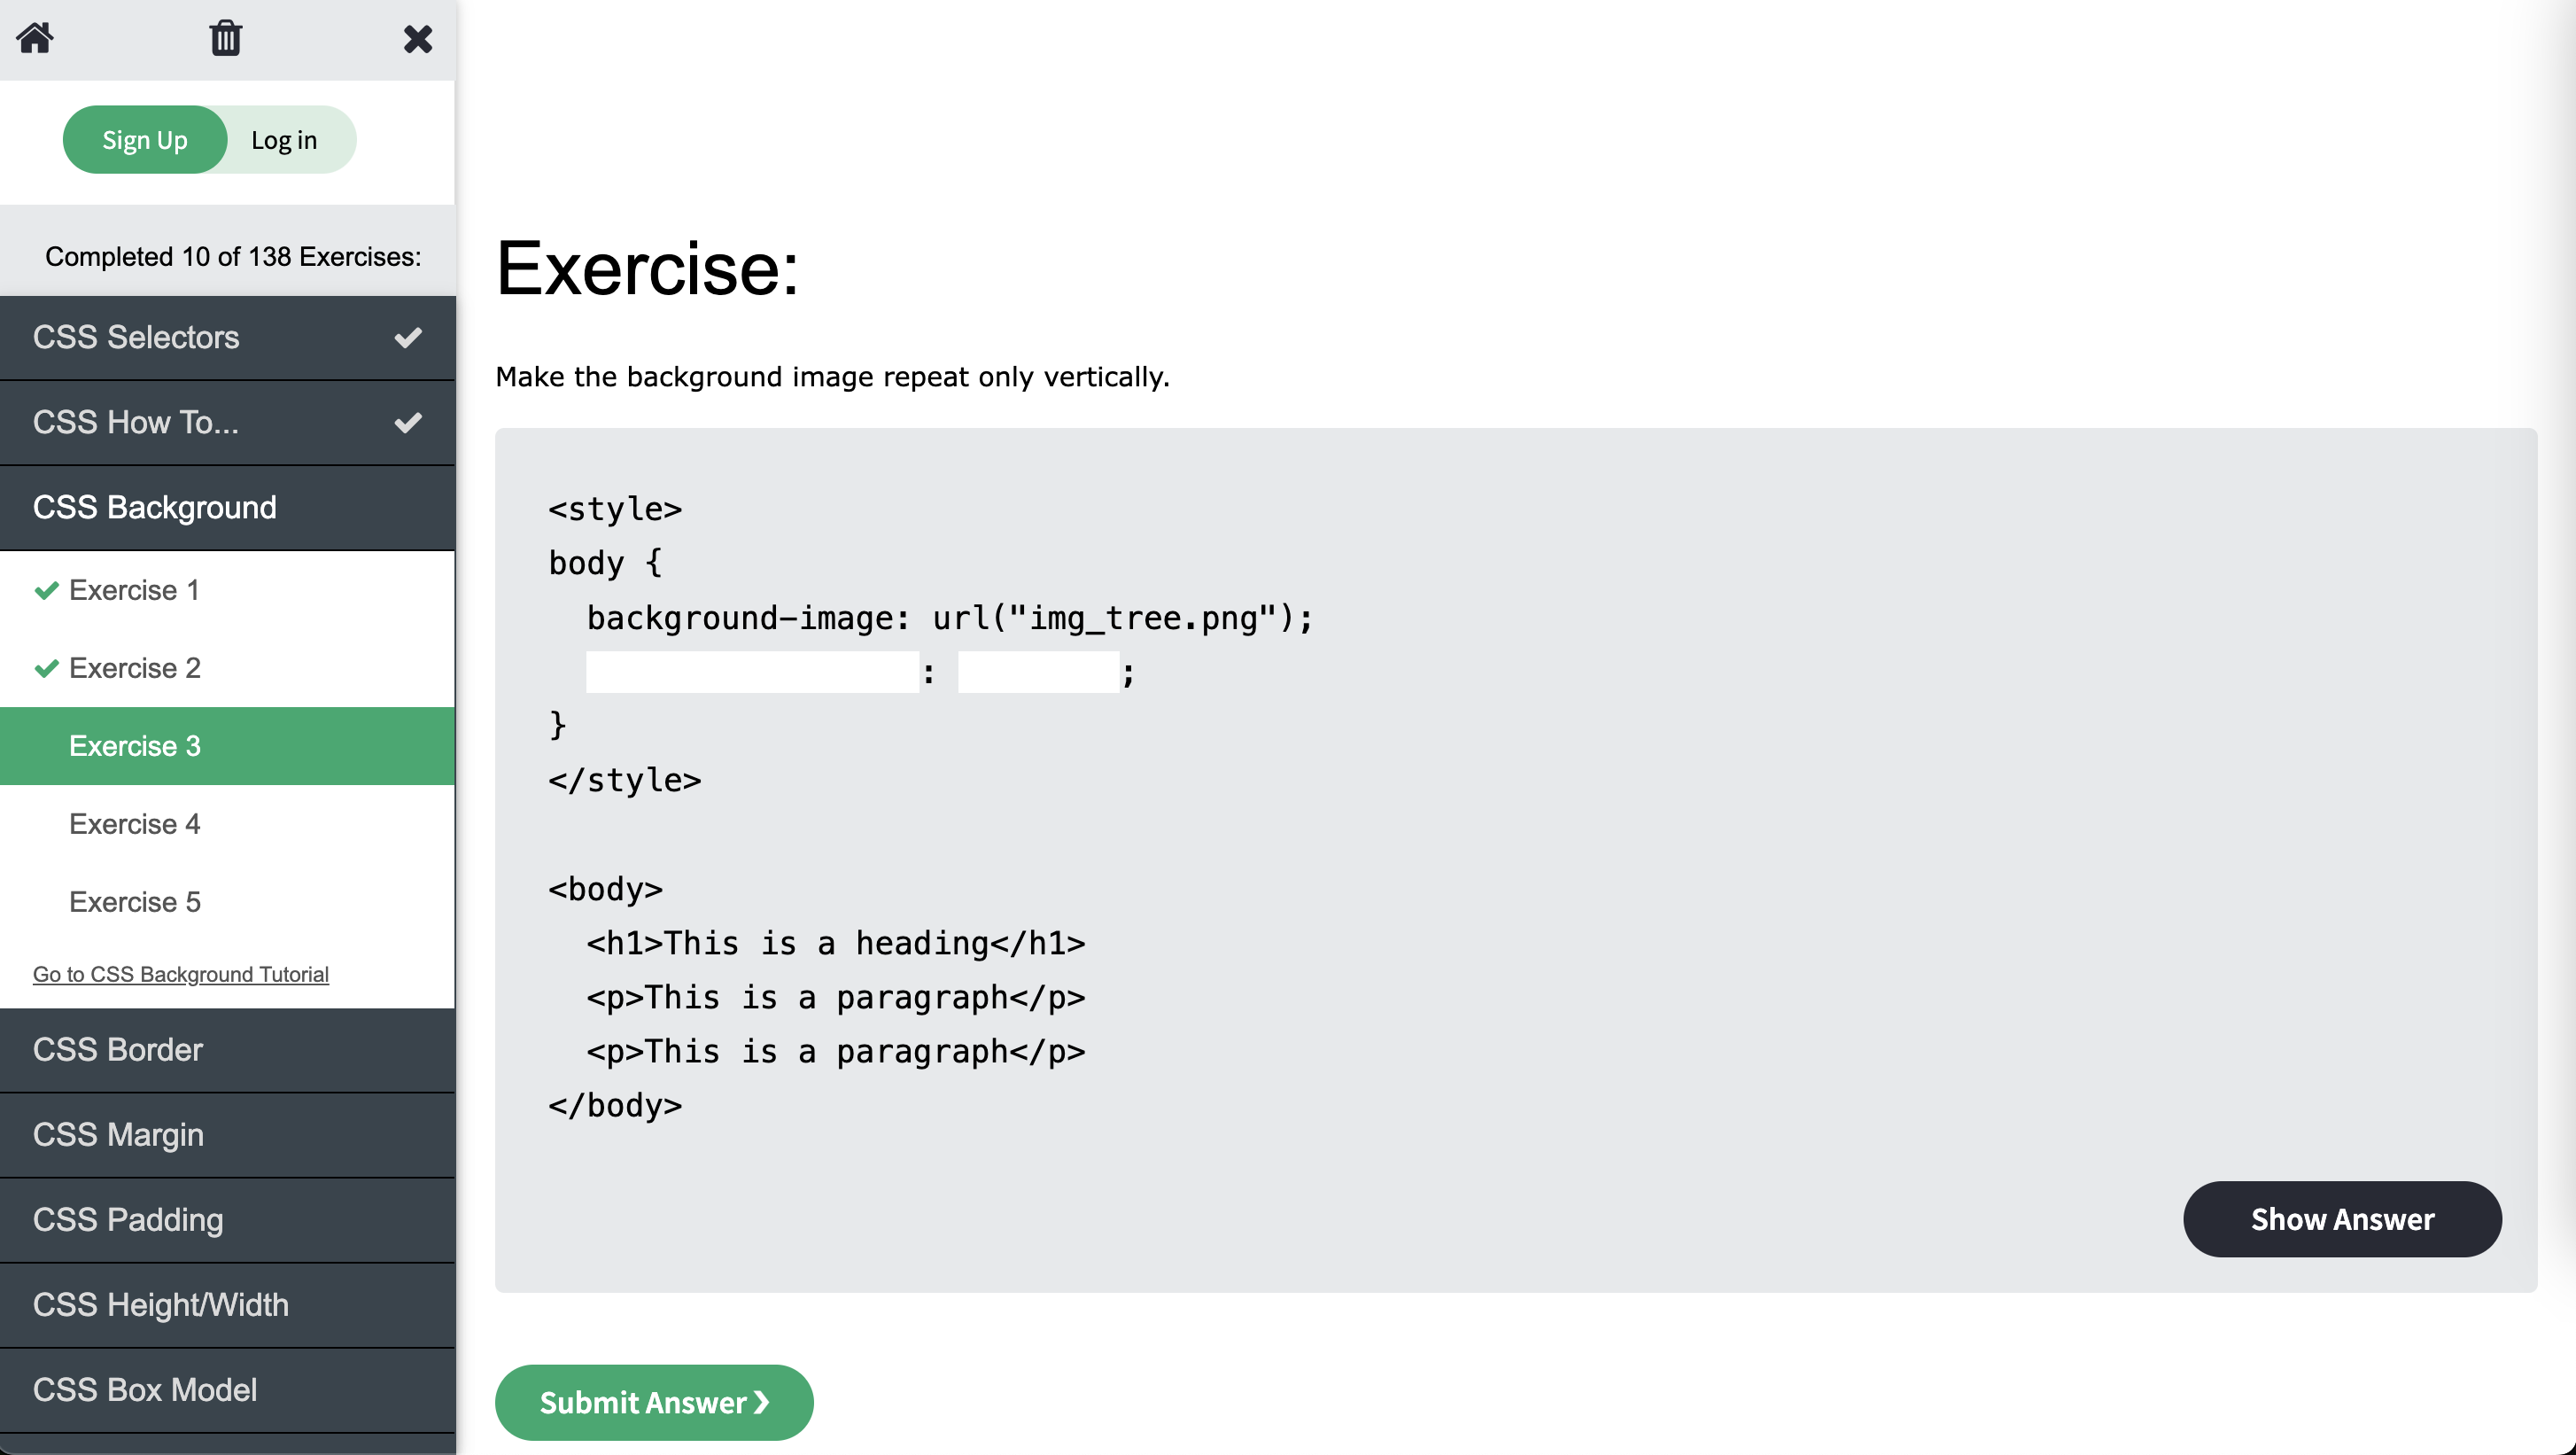 Sign Up Log in
Completed 10 of 138 Exercises:
CSS Selectors
CSS How To...
CSS Background
Exercise 1
Exercise 2
Exercise 3
Exercise 4
Exercise 5
Go to CSS Background Tutorial
CSS Border
CSS Margin
CSS Padding
CSS Height/Width
CSS Box Model
Exercise:
Make the background image repeat only vertically.
<style>
body {
  background-image: url("img_tree.png");
  : ;
}
</style>
<body>
  <h1>This is a heading</h1>
  <p>This is a paragraph</p>
  <p>This is a paragraph</p>
</body>
Show Answer
Submit Answer ❯